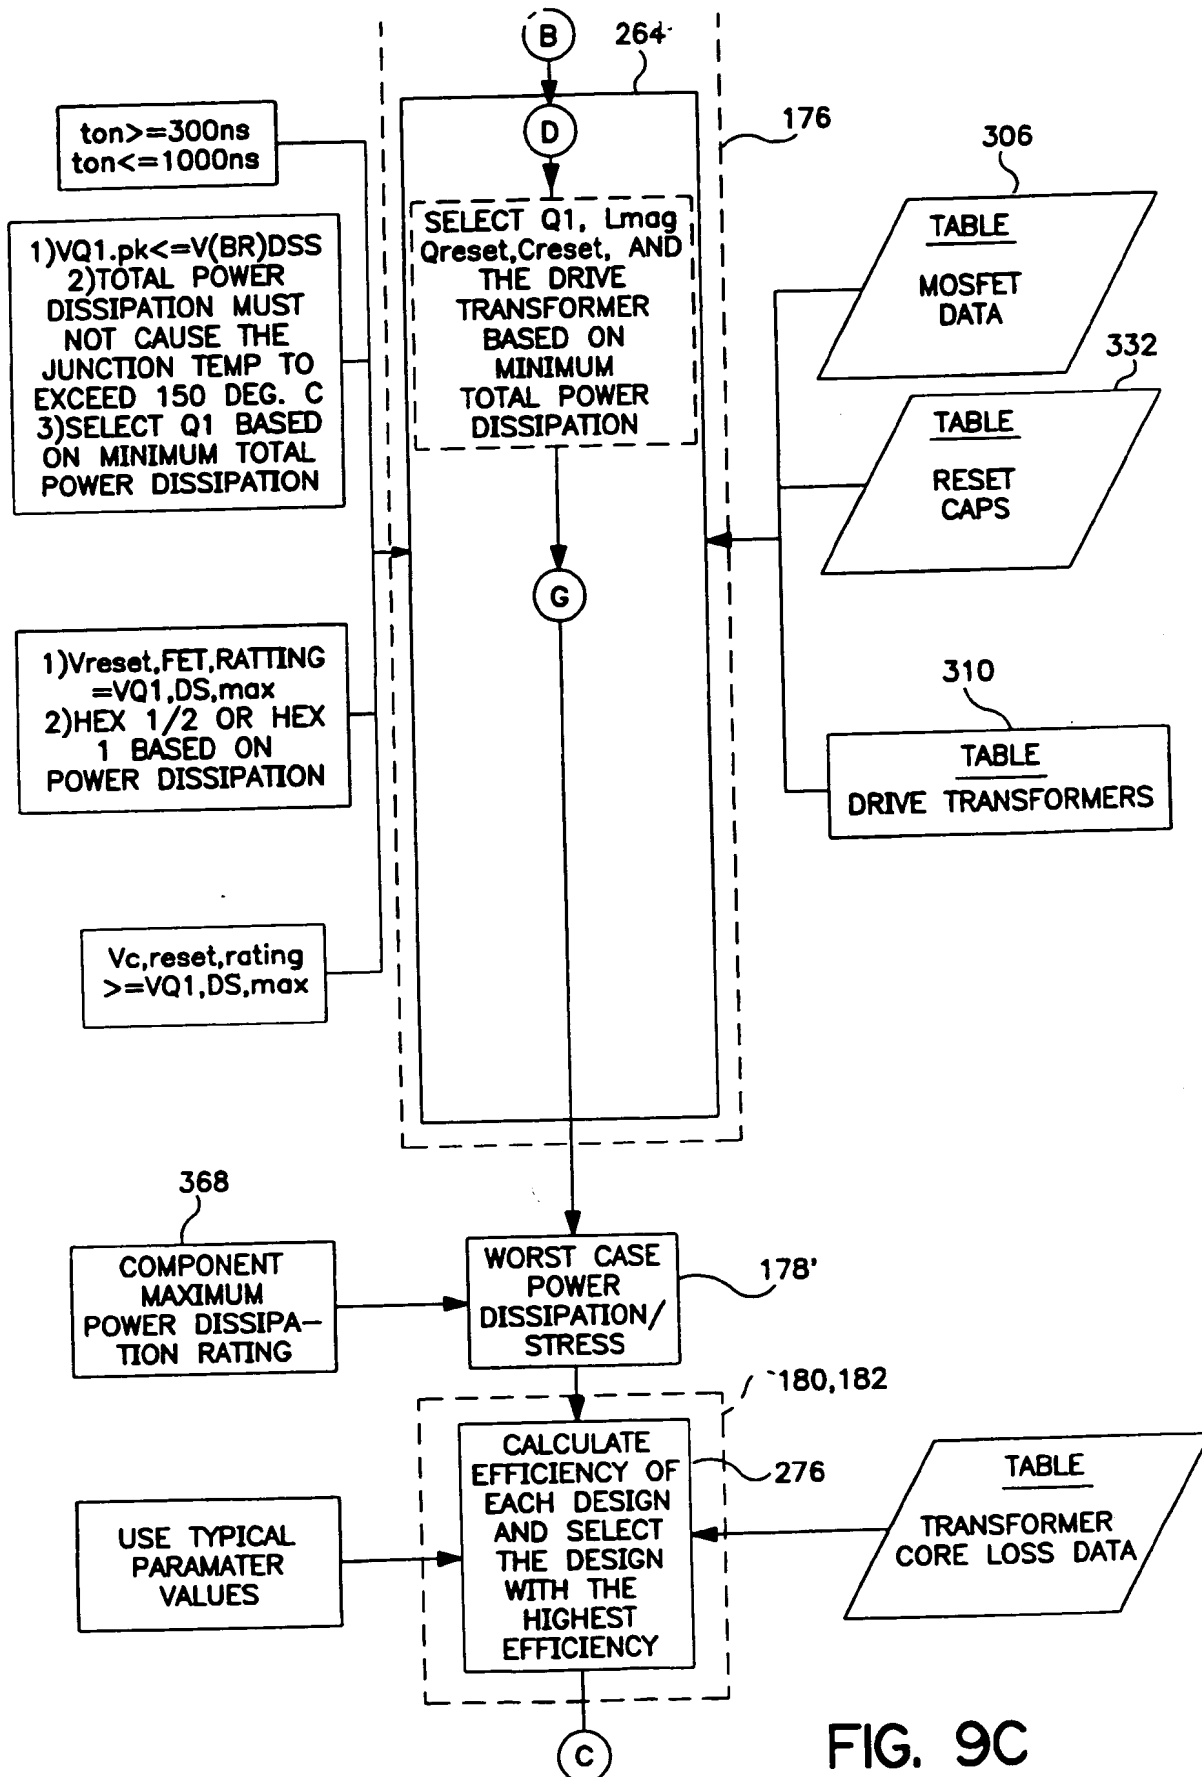 B
264
D
176
ton>=300ns
ton<=1000ns
306
1)VQ1.pk<=V(BR)DSS
2)TOTAL POWER
DISSIPATION MUST
NOT CAUSE THE
JUNCTION TEMP TO
EXCEED 150 DEG. C
3)SELECT Q1 BASED
ON MINIMUM TOTAL
POWER DISSIPATION
SELECT Q1, Lmag
Qreset,Creset, AND
THE DRIVE
TRANSFORMER
BASED ON
MINIMUM
TOTAL POWER
DISSIPATION
TABLE
MOSFET
DATA
332
TABLE
RESET
CAPS
G
1)Vreset,FET,RATTING
=VQ1,DS,max
2)HEX 1/2 OR HEX
1 BASED ON
POWER DISSIPATION
310
TABLE
DRIVE TRANSFORMERS
Vc,reset,rating
>=VQ1,DS,max
368
COMPONENT
MAXIMUM
POWER DISSIPA-
TION RATING
WORST CASE
POWER
DISSIPATION/
STRESS
178'
180,182
CALCULATE
EFFICIENCY OF
EACH DESIGN
AND SELECT
THE DESIGN
WITH THE
HIGHEST
EFFICIENCY
276
USE TYPICAL
PARAMATER
VALUES
TABLE
TRANSFORMER
CORE LOSS DATA
C
FIG. 9C